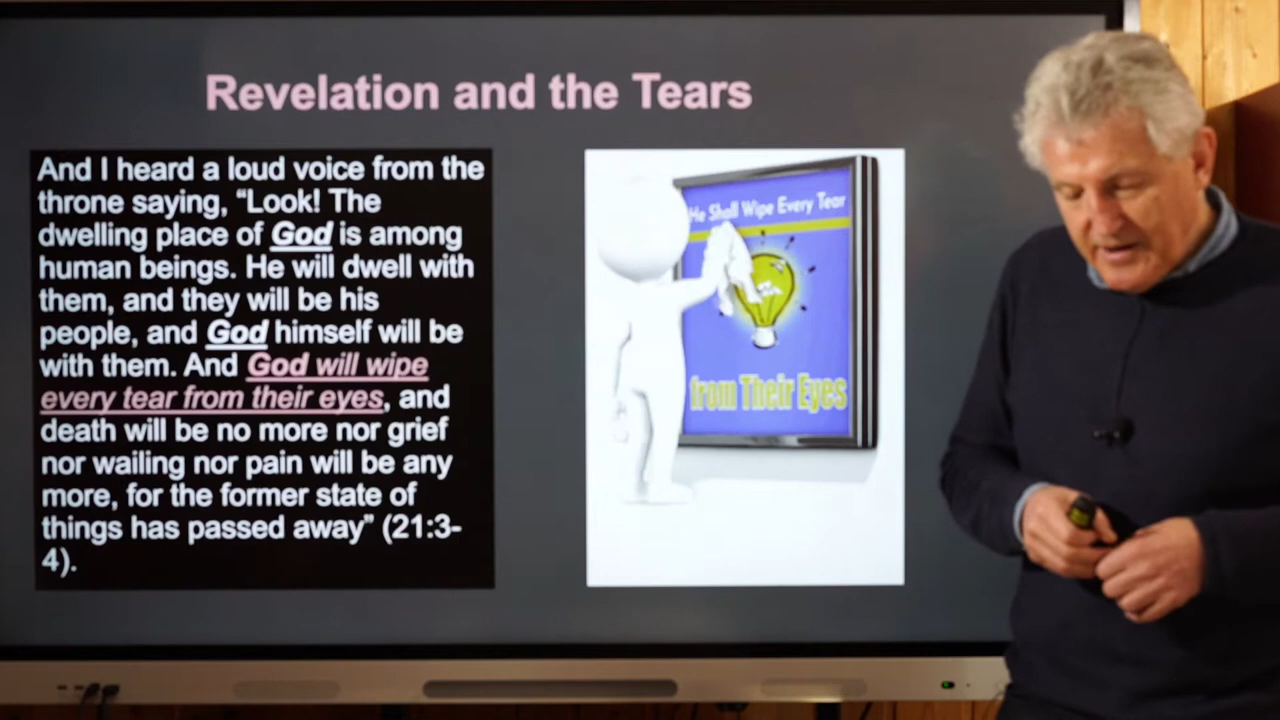 Revelation and the Tears
And I heard a loud voice from the
throne saying, “Look! The
dwelling place of God is among
human beings. He will dwell with
them, and they will be his
people, and God himself will be
with them. And God will wipe
every tear from their eyes, and
death will be no more nor grief
nor wailing nor pain will be any
more, for the former state of
things has passed away” (21:3-
4).
He Shall Wipe Every Tear
from Their Eyes